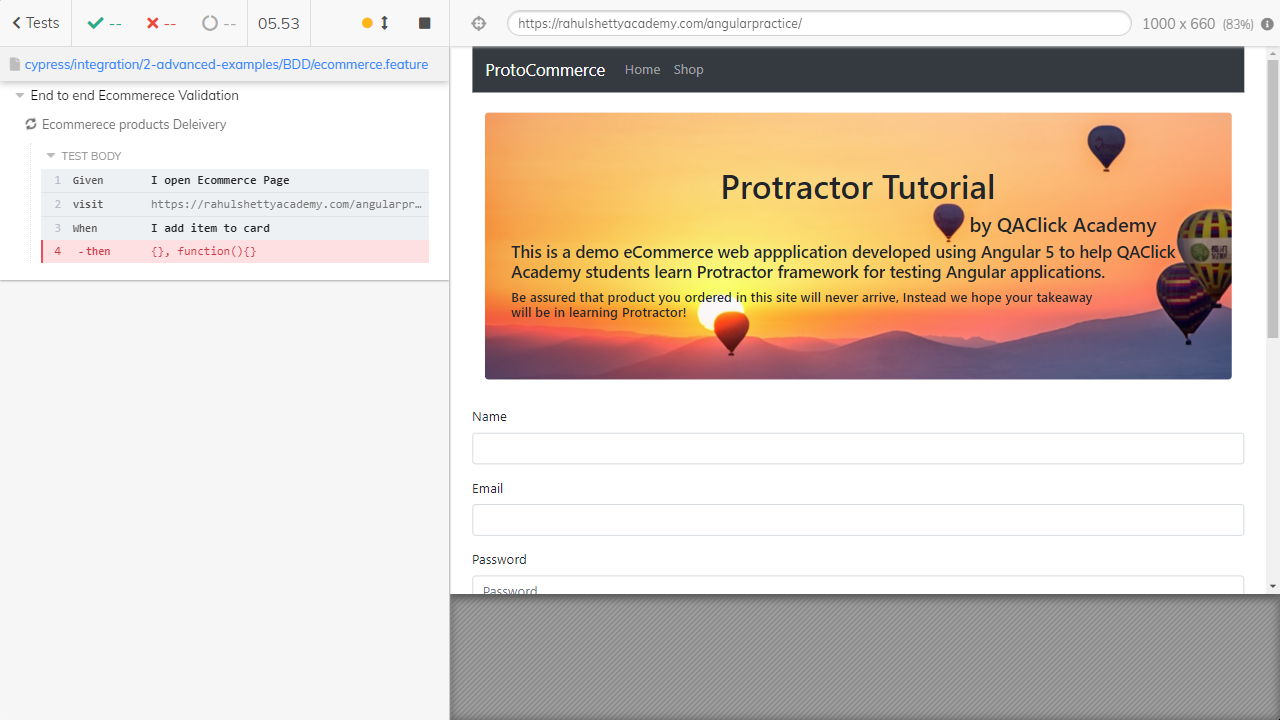 Tests
--
--
--
05.53
https://rahulshettyacademy.com/angularpractice/
1000 x 660 (83%)
cypress/integration/2-advanced-examples/BDD/ecommerce.feature
End to end Ecommerece Validation
Ecommerece products Deleivery
TEST BODY
1 Given I open Ecommerce Page
2 visit https://rahulshettyacademy.com/angularpr…
3 When I add item to card
4 -then {}, function(){}
ProtoCommerce Home Shop
Protractor Tutorial
by QAClick Academy
This is a demo eCommerce web appplication developed using Angular 5 to help QAClick
Academy students learn Protractor framework for testing Angular applications.
Be assured that product you ordered in this site will never arrive, Instead we hope your takeaway
will be in learning Protractor!
Name
Email
Password
Password